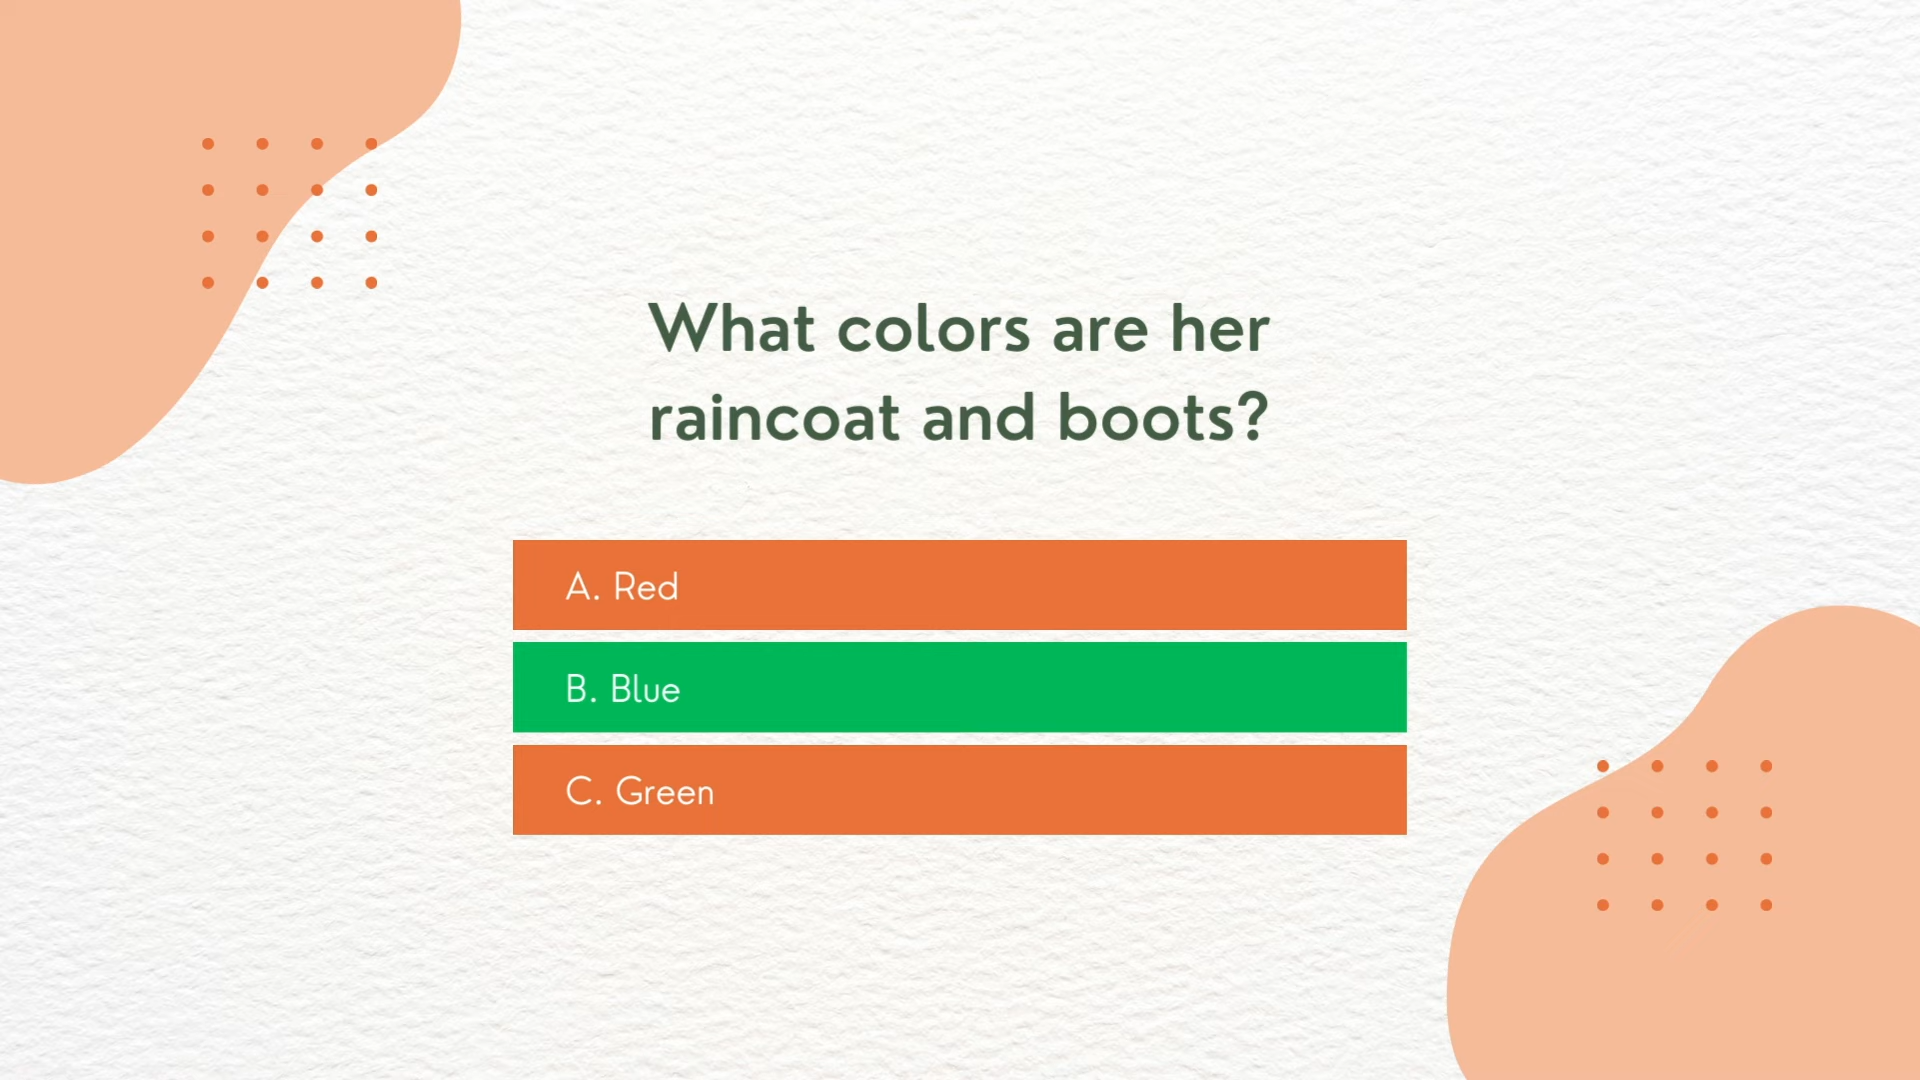 What colors are her
raincoat and boots?
A. Red
B. Blue
C. Green